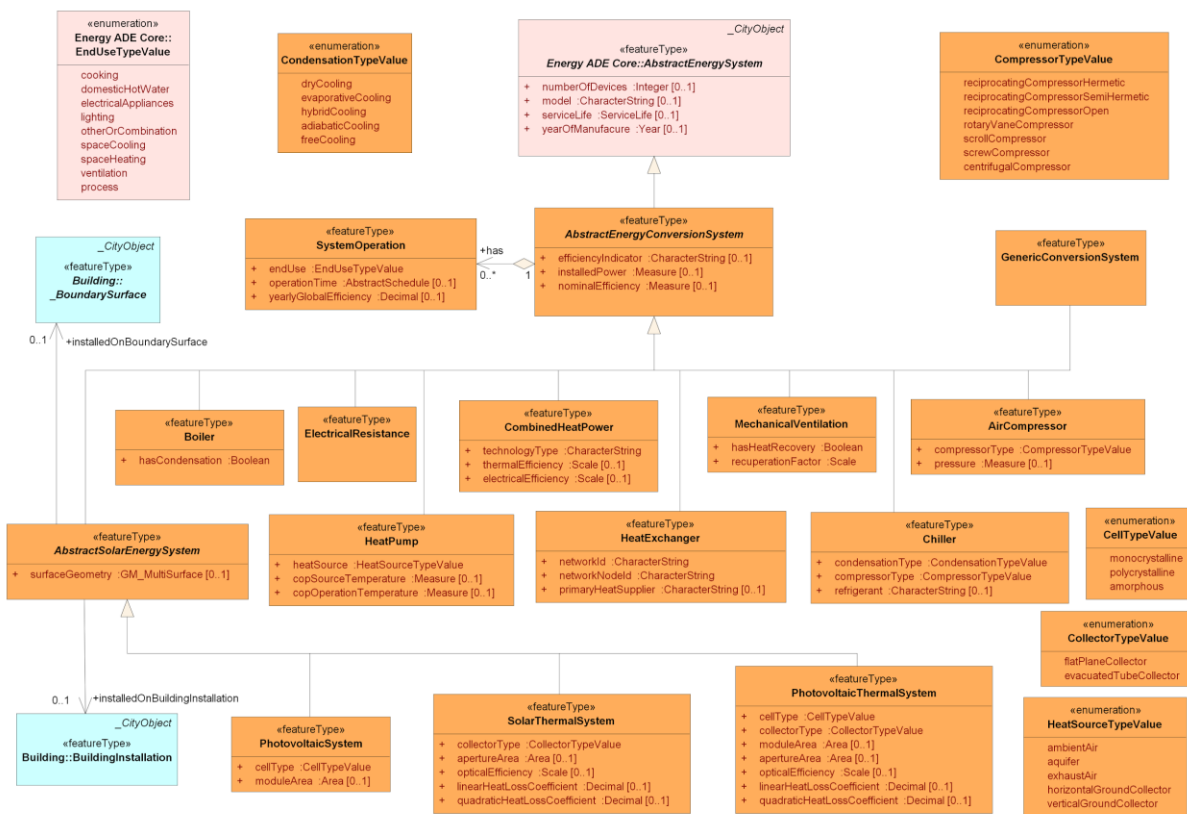 «enumeration»
Energy ADE Core::
EndUseTypeValue
cooking
domesticHotWater
electricalAppliances
lighting
otherOrCombination
spaceCooling
spaceHeating
ventilation
process
«enumeration»
CondensationTypeValue
dryCooling
evaporativeCooling
hybridCooling
adiabaticCooling
freeCooling
_CityObject
«featureType»
Energy ADE Core::AbstractEnergySystem
+ numberOfDevices :Integer [0..1]
+ model :CharacterString [0..1]
+ serviceLife :ServiceLife [0..1]
+ yearOfManufacure :Year [0..1]
«enumeration»
CompressorTypeValue
reciprocatingCompressorHermetic
reciprocatingCompressorSemiHermetic
reciprocatingCompressorOpen
rotaryVaneCompressor
scrollCompressor
screwCompressor
centrifugalCompressor
_CityObject
«featureType»
Building::
_BoundarySurface
«featureType»
SystemOperation
+ endUse :EndUseTypeValue
+ operationTime :AbstractSchedule [0..1]
+ yearlyGlobalEfficiency :Decimal [0..1]
+has
0..*
1
«featureType»
AbstractEnergyConversionSystem
+ efficiencyIndicator :CharacterString [0..1]
+ installedPower :Measure [0..1]
+ nominalEfficiency :Measure [0..1]
«featureType»
GenericConversionSystem
0..1
+installedOnBoundarySurface
«featureType»
Boiler
+ hasCondensation :Boolean
«featureType»
ElectricalResistance
«featureType»
CombinedHeatPower
+ technologyType :CharacterString
+ thermalEfficiency :Scale [0..1]
+ electricalEfficiency :Scale [0..1]
«featureType»
MechanicalVentilation
+ hasHeatRecovery :Boolean
+ recuperationFactor :Scale
«featureType»
AirCompressor
+ compressorType :CompressorTypeValue
+ pressure :Measure [0..1]
«featureType»
AbstractSolarEnergySystem
+ surfaceGeometry :GM_MultiSurface [0..1]
«featureType»
HeatPump
+ heatSource :HeatSourceTypeValue
+ copSourceTemperature :Measure [0..1]
+ copOperationTemperature :Measure [0..1]
«featureType»
HeatExchanger
+ networkId :CharacterString
+ networkNodeId :CharacterString
+ primaryHeatSupplier :CharacterString [0..1]
«featureType»
Chiller
+ condensationType :CondensationTypeValue
+ compressorType :CompressorTypeValue
+ refrigerant :CharacterString [0..1]
«enumeration»
CellTypeValue
monocrystalline
polycrystalline
amorphous
«enumeration»
CollectorTypeValue
flatPlaneCollector
evacuatedTubeCollector
0..1
+installedOnBuildingInstallation
_CityObject
«featureType»
Building::BuildingInstallation
«featureType»
PhotovoltaicSystem
+ cellType :CellTypeValue
+ moduleArea :Area [0..1]
«featureType»
SolarThermalSystem
+ collectorType :CollectorTypeValue
+ apertureArea :Area [0..1]
+ opticalEfficiency :Scale [0..1]
+ linearHeatLossCoefficient :Decimal [0..1]
+ quadraticHeatLossCoefficient :Decimal [0..1]
«featureType»
PhotovoltaicThermalSystem
+ cellType :CellTypeValue
+ collectorType :CollectorTypeValue
+ moduleArea :Area [0..1]
+ apertureArea :Area [0..1]
+ opticalEfficiency :Scale [0..1]
+ linearHeatLossCoefficient :Decimal [0..1]
+ quadraticHeatLossCoefficient :Decimal [0..1]
«enumeration»
HeatSourceTypeValue
ambientAir
aquifer
exhaustAir
horizontalGroundCollector
verticalGroundCollector